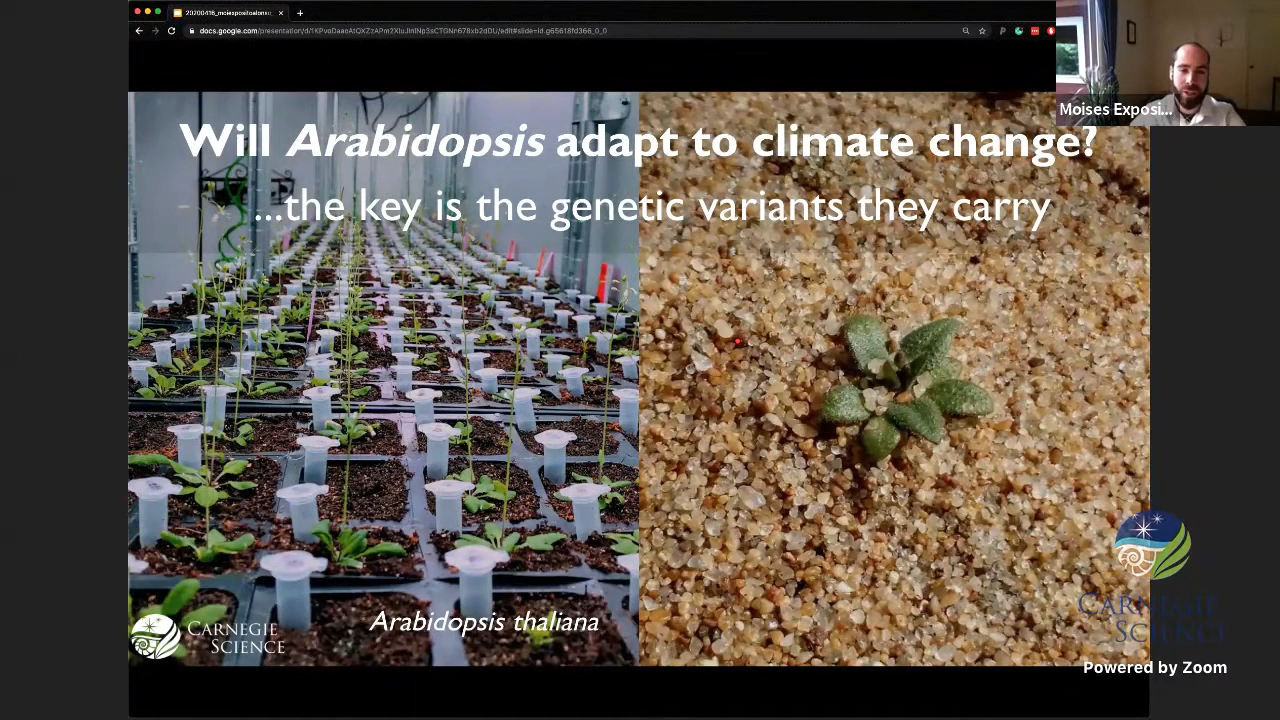 20200416_moiexpositoalonso
docs.google.com
Moises Exposi...
Will Arabidopsis adapt to climate change?
...the key is the genetic variants they carry
Arabidopsis thaliana
CARNEGIE
SCIENCE
CARNEGIE
SCIENCE
Powered by Zoom